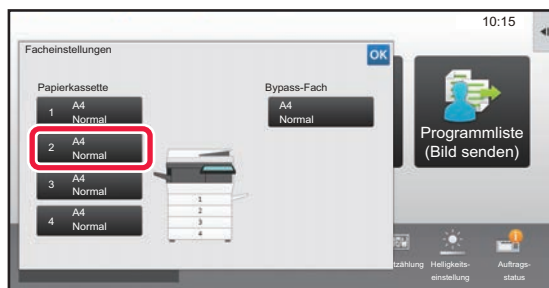 10:15
Facheinstellungen
OK
Papierkassette
Bypass-Fach
1 A4
Normal
A4
Normal
2 A4
Normal
3 A4
Normal
4 A4
Normal
1
2
3
4
Programmliste
(Bild senden)
Helligkeits-
einstellung
Auftrags-
status